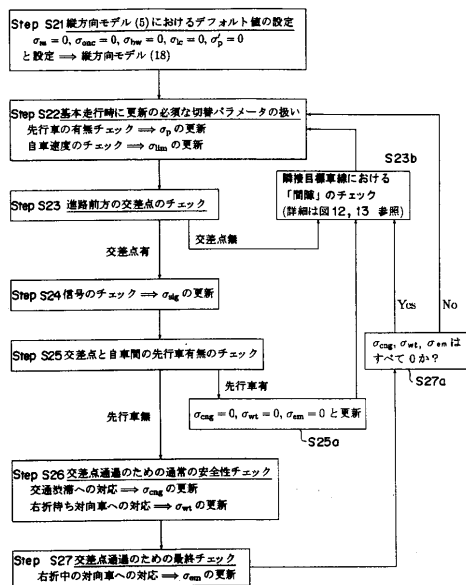 Step S21 縦方向モデル(5)におけるデフォルト値の設定
σm = 0, σonc = 0, σbw = 0, σlc = 0, σ′p = 0
と設定 ⟹ 縦方向モデル(18)
Step S22 基本走行時に更新の必須な切替パラメータの扱い
先行車の有無チェック ⟹ σp の更新
自車速度のチェック ⟹ σlim の更新
S23b
隣接目標車線における
「間隙」のチェック
(詳細は図12, 13 参照)
Step S23 進路前方の交差点のチェック
交差点無
交差点有
Step S24 信号のチェック ⟹ σsig の更新
Yes
No
Step S25 交差点と自車間の先行車有無のチェック
σcng, σwt, σem は
すべて 0 か?
S27a
先行車有
先行車無
σcng = 0, σwt = 0, σem = 0 と更新
S25a
Step S26 交差点通過のための通常の安全性チェック
交通渋滞への対応 ⟹ σcng の更新
右折待ち対向車への対応 ⟹ σwt の更新
Step S27 交差点通過のための最終チェック
右折中の対向車への対応 ⟹ σem の更新